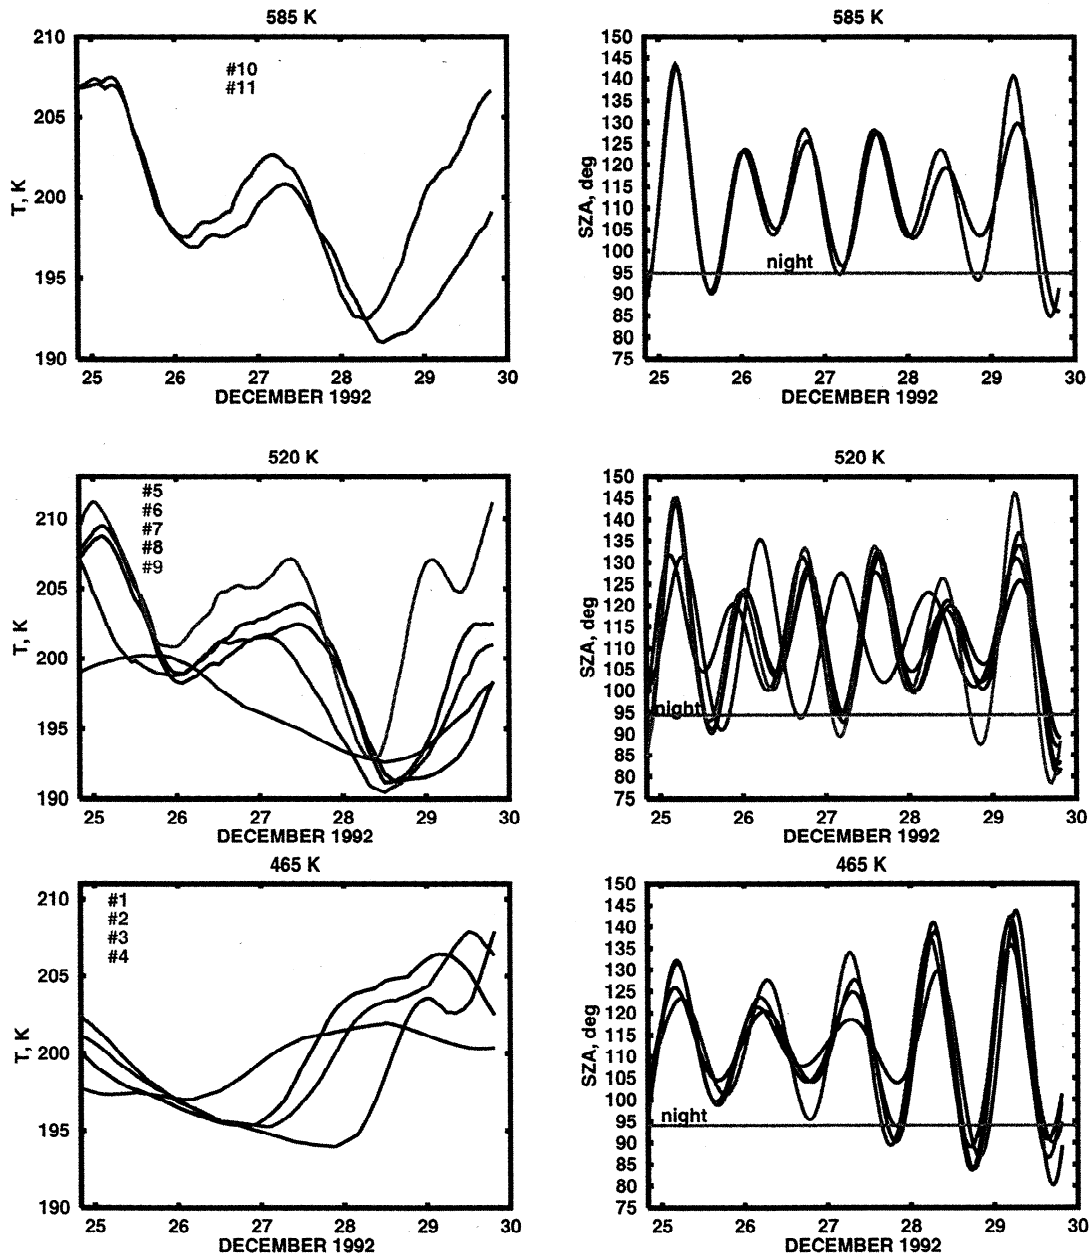 585 K
210
205
200
195
190
T, K
#10
#11
25 26 27 28 29 30
DECEMBER 1992
585 K
150
145
140
135
130
125
120
115
110
105
100
95
90
85
80
75
SZA, deg
night
25 26 27 28 29 30
DECEMBER 1992
520 K
210
205
200
195
190
T, K
#5
#6
#7
#8
#9
25 26 27 28 29 30
DECEMBER 1992
520 K
150
145
140
135
130
125
120
115
110
105
100
95
90
85
80
75
SZA, deg
night
25 26 27 28 29 30
DECEMBER 1992
465 K
210
205
200
195
190
T, K
#1
#2
#3
#4
25 26 27 28 29 30
DECEMBER 1992
465 K
150
145
140
135
130
125
120
115
110
105
100
95
90
85
80
75
SZA, deg
night
25 26 27 28 29 30
DECEMBER 1992